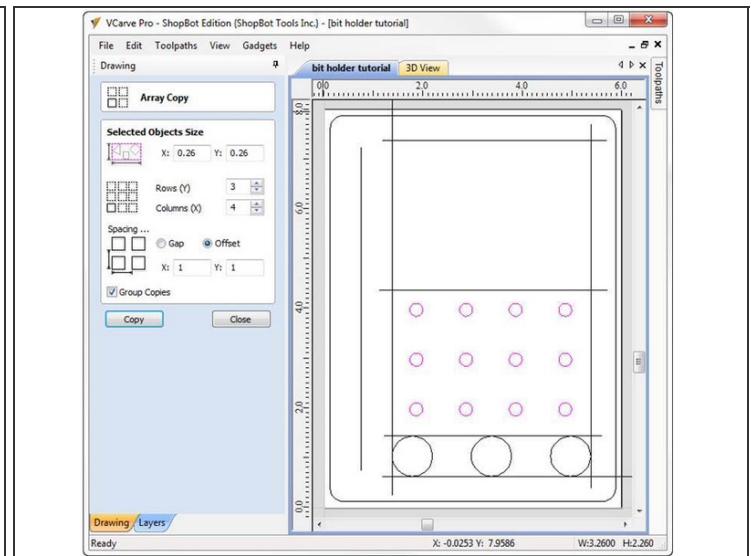 VCarve Pro - ShopBot Edition (ShopBot Tools Inc.) - [bit holder tutorial]
File Edit Toolpaths View Gadgets Help
Drawing
bit holder tutorial 3D View
Toolpaths
Array Copy
Selected Objects Size
X: 0.26 Y: 0.26
Rows (Y) 3
Columns (X) 4
Spacing ...
Gap Offset
X: 1 Y: 1
Group Copies
Copy Close
0.0 2.0 4.0 6.0
8.0
6.0
4.0
2.0
0.0
Drawing Layers
Ready X: -0.0253 Y: 7.9586 W:3.2600 H:2.260